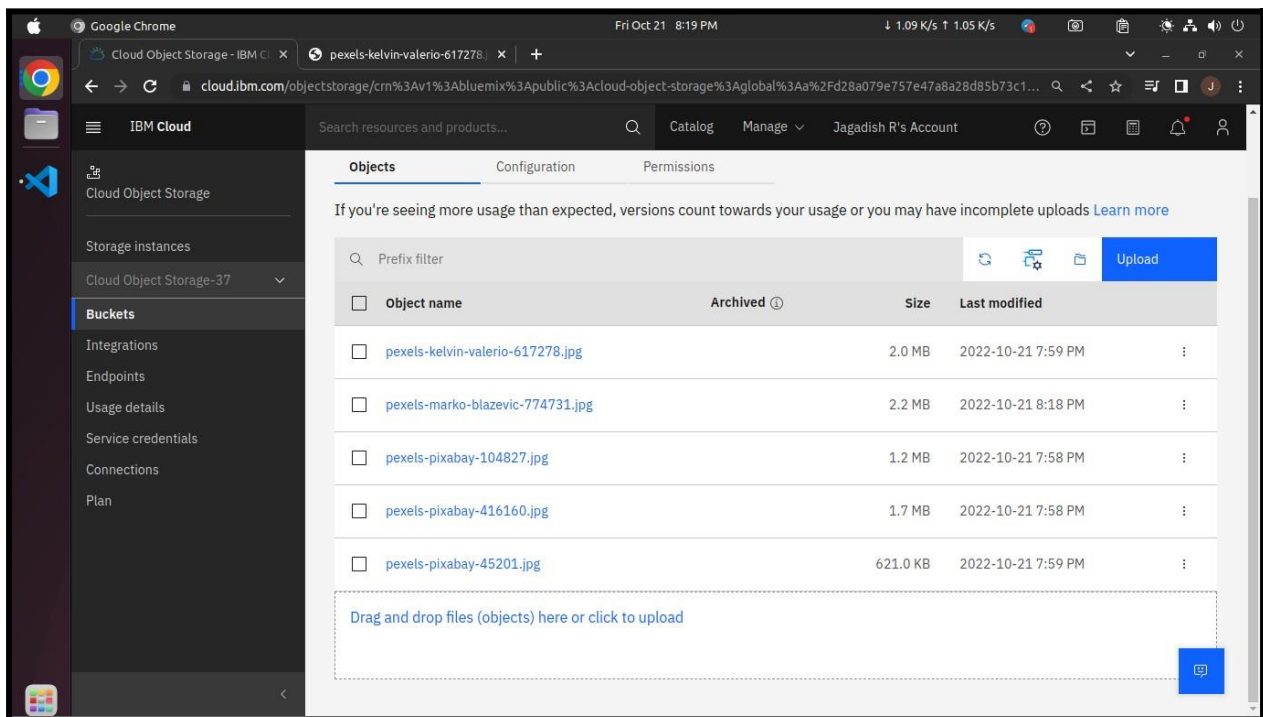 Google Chrome Fri Oct 21 8:19 PM ↓ 1.09 K/s ↑ 1.05 K/s
Cloud Object Storage - IBM Cl × pexels-kelvin-valerio-617278.j × +
cloud.ibm.com/objectstorage/crn%3Av1%3Abluemix%3Apublic%3Acloud-object-storage%3Aglobal%3Aa%2Fd28a079e757e47a8a28d85b73c1... J
IBM Cloud Search resources and products... Catalog Manage Jagadish R's Account
Cloud Object Storage
Storage instances
Cloud Object Storage-37
Buckets
Integrations
Endpoints
Usage details
Service credentials
Connections
Plan
Objects Configuration Permissions
If you're seeing more usage than expected, versions count towards your usage or you may have incomplete uploads Learn more
Prefix filter Upload
Object name Archived Size Last modified
pexels-kelvin-valerio-617278.jpg 2.0 MB 2022-10-21 7:59 PM
pexels-marko-blazevic-774731.jpg 2.2 MB 2022-10-21 8:18 PM
pexels-pixabay-104827.jpg 1.2 MB 2022-10-21 7:58 PM
pexels-pixabay-416160.jpg 1.7 MB 2022-10-21 7:58 PM
pexels-pixabay-45201.jpg 621.0 KB 2022-10-21 7:59 PM
Drag and drop files (objects) here or click to upload